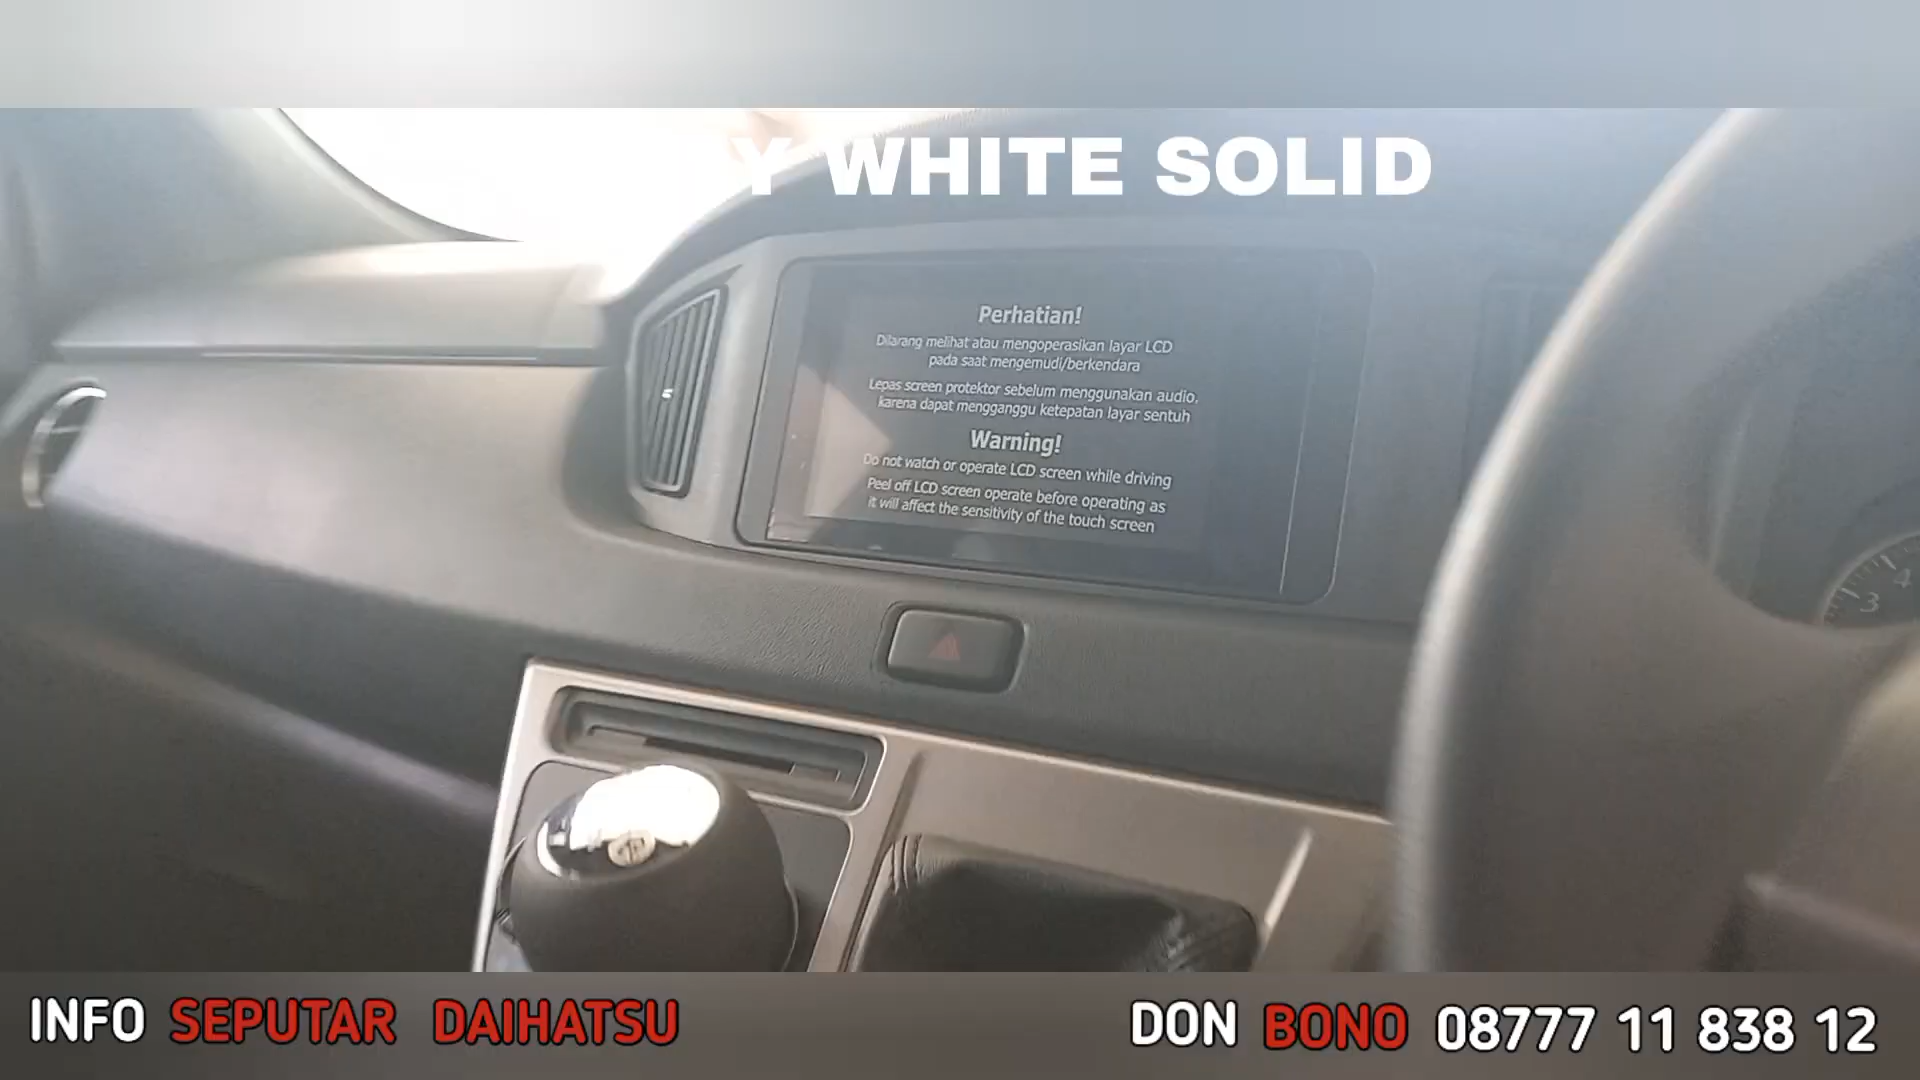 Y WHITE SOLID
Perhatian!
Dilarang melihat atau mengoperasikan layar LCD
pada saat mengemudi/berkendara
Lepas screen protektor sebelum menggunakan audio,
karena dapat mengganggu ketepatan layar sentuh
Warning!
Do not watch or operate LCD screen while driving
Peel off LCD screen operate before operating as
it will affect the sensitivity of the touch screen
3
4
INFO SEPUTAR DAIHATSU
DON BONO 08777 11 838 12